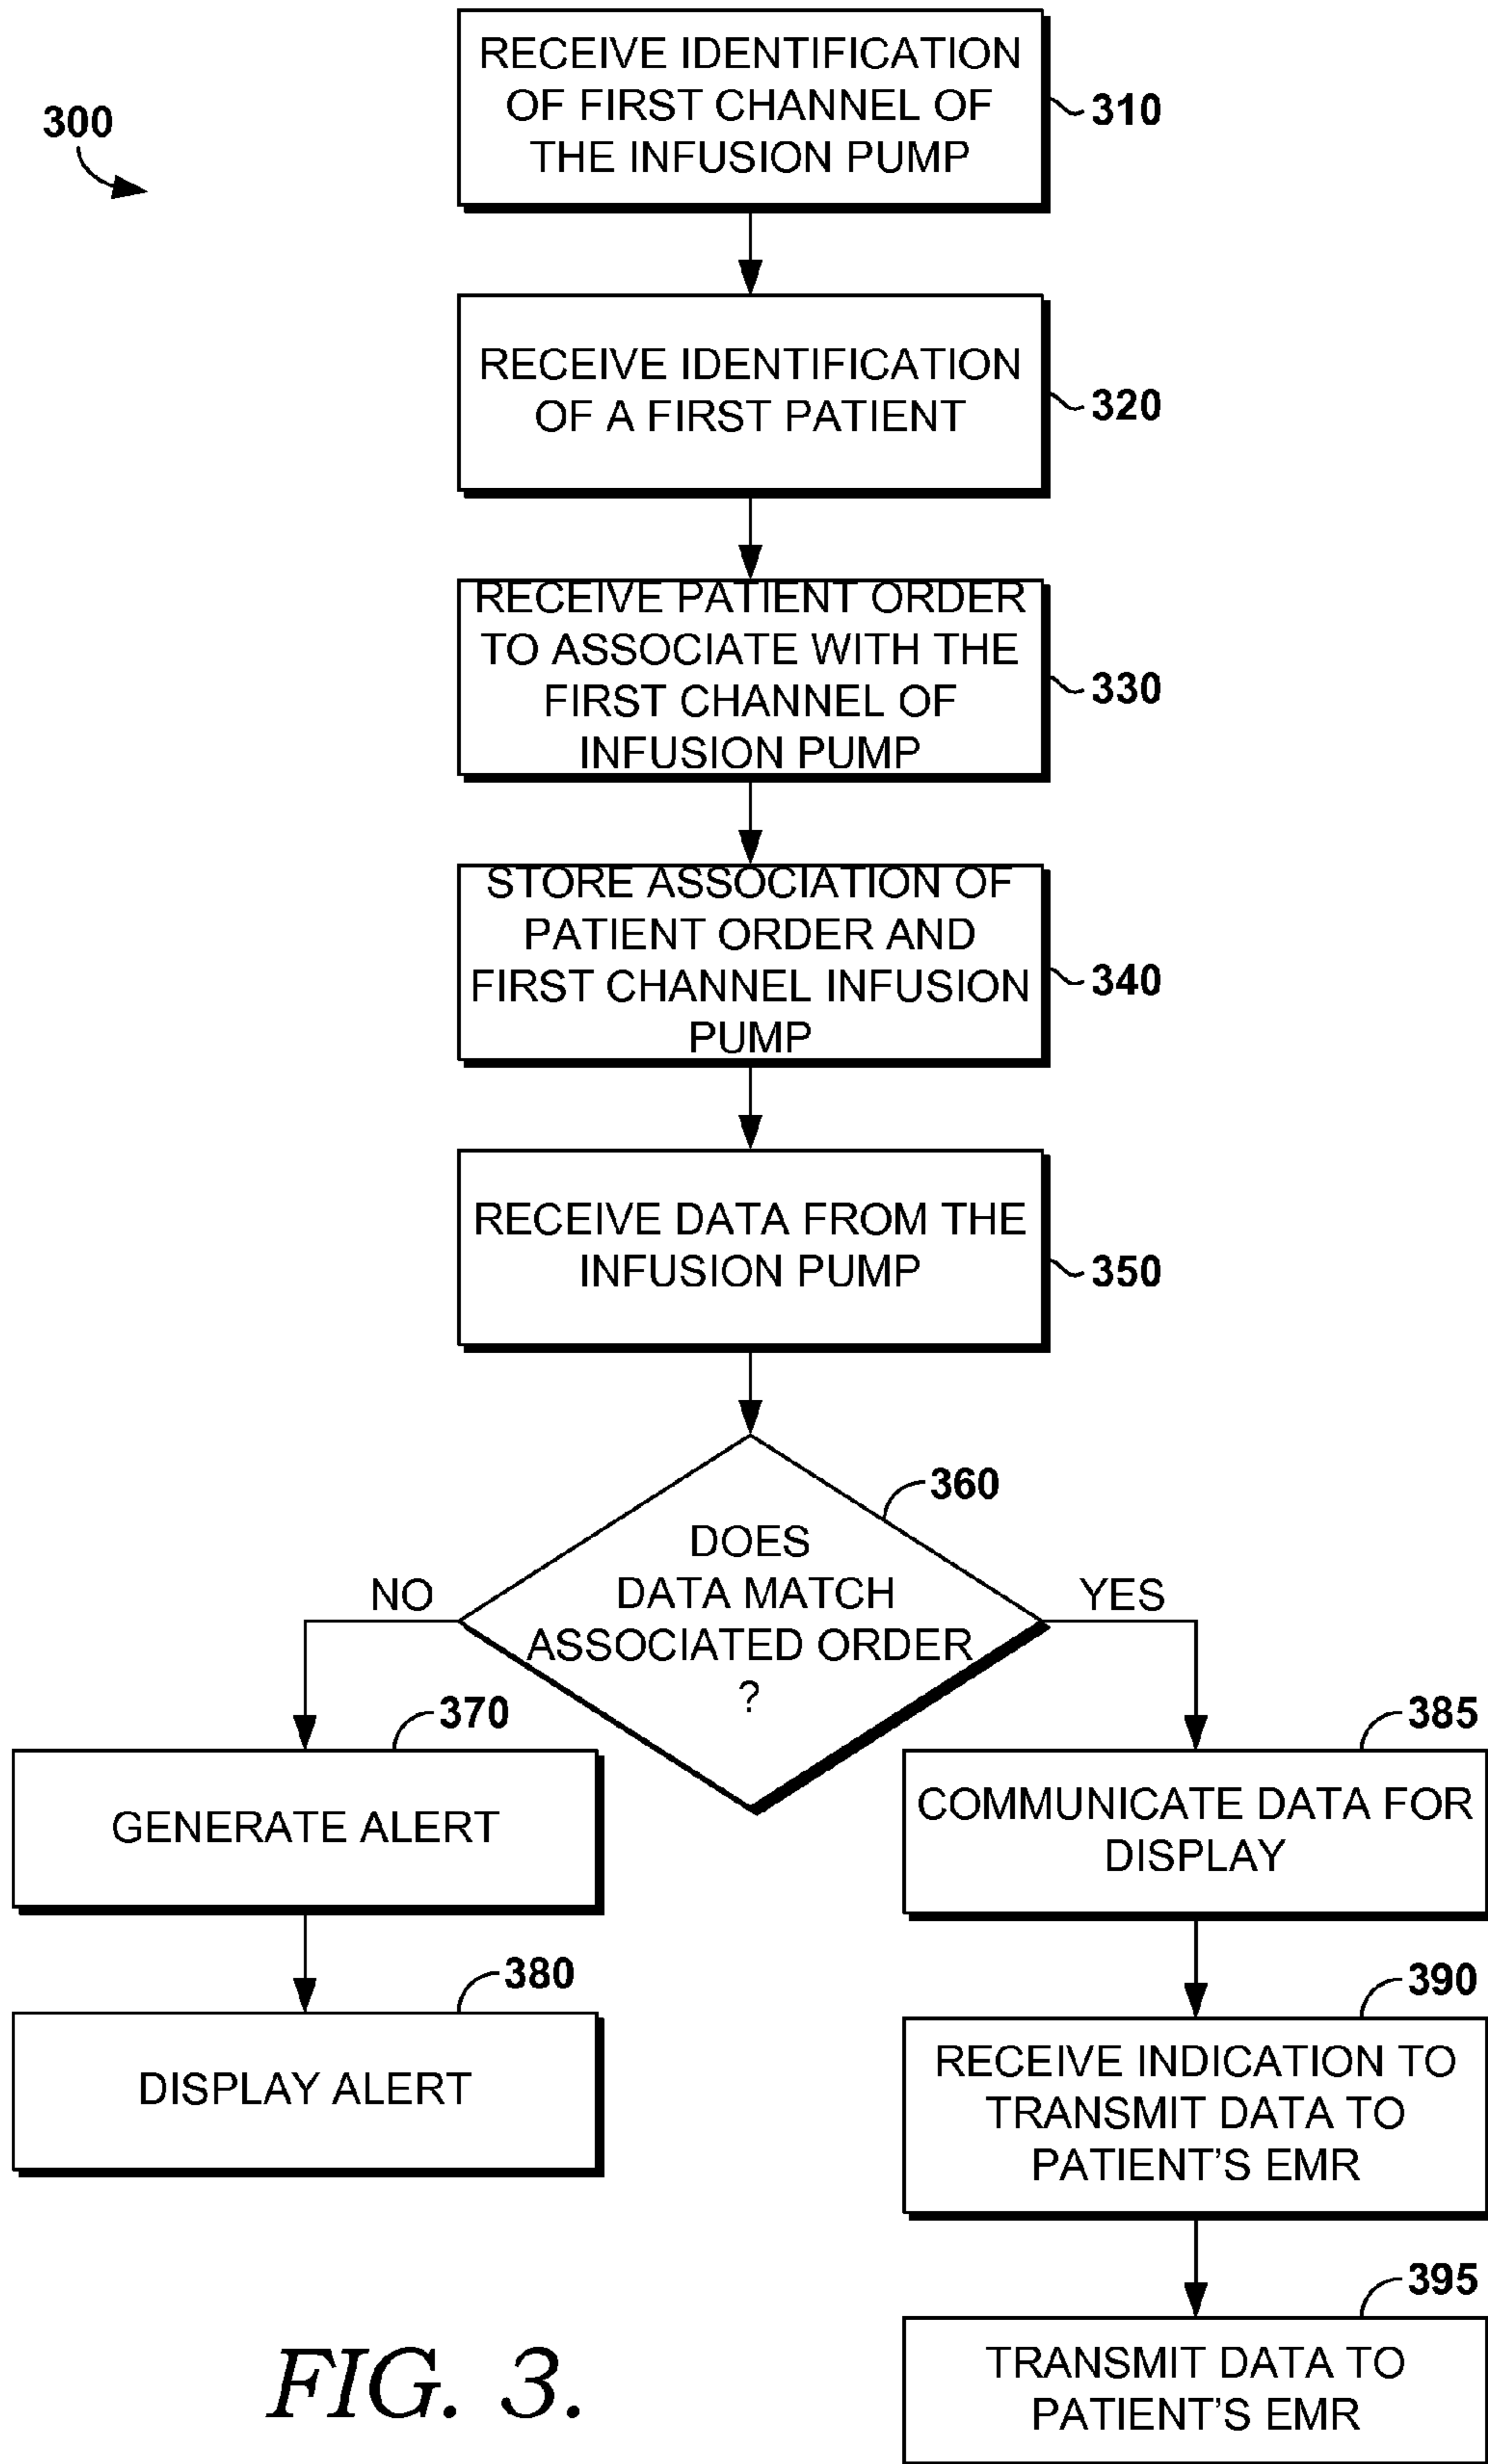 300
RECEIVE IDENTIFICATION
OF FIRST CHANNEL OF
THE INFUSION PUMP
310
RECEIVE IDENTIFICATION
OF A FIRST PATIENT
320
RECEIVE PATIENT ORDER
TO ASSOCIATE WITH THE
FIRST CHANNEL OF
INFUSION PUMP
330
STORE ASSOCIATION OF
PATIENT ORDER AND
FIRST CHANNEL INFUSION
PUMP
340
RECEIVE DATA FROM THE
INFUSION PUMP
350
360
DOES
DATA MATCH
ASSOCIATED ORDER
?
NO
YES
370
GENERATE ALERT
380
DISPLAY ALERT
385
COMMUNICATE DATA FOR
DISPLAY
390
RECEIVE INDICATION TO
TRANSMIT DATA TO
PATIENT'S EMR
395
TRANSMIT DATA TO
PATIENT'S EMR
FIG. 3.